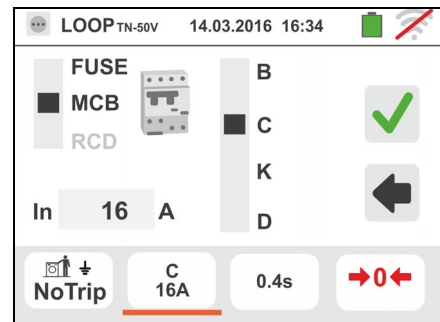 LOOP TN-50V 14.03.2016 16:34
FUSE
MCB
RCD
B
C
K
D
In 16 A
NoTrip
C
16A
0.4s
0